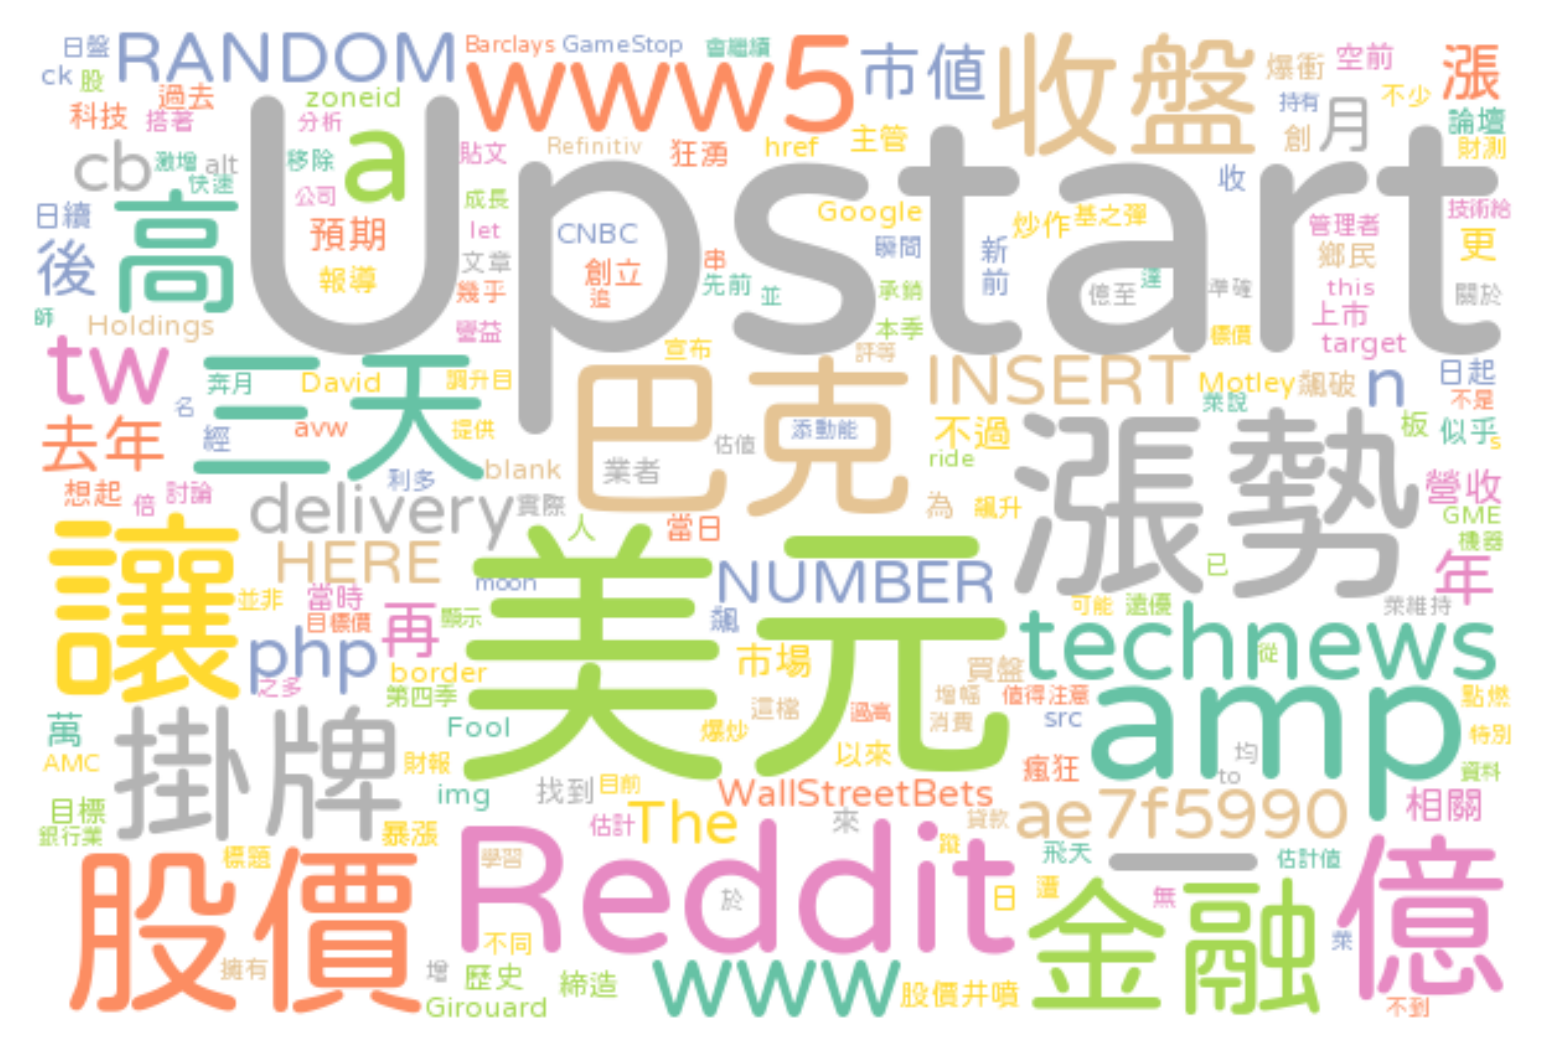 日盤 RANDOM Barclays GameStop 會繼續 5 市值 收盤 爆衝 空前 漲
ck 股 www 持有 不少
過去 zoneid
科技 搭著 分析 a 創 月 論壇
Refinitiv 狂湧 href 主管 財測
cb 激增 alt 移除 貼文
快速 公司 成長 收
日續 高 Upstart Google 炒作 基之彈 管理者 技術給
後 預期 let CNBC 瞬間 新 鄉民 更
報導 文章 創立 串 前
幾乎 追 先前 並 承銷 億至 達 準確 this 關於
師 Holdings 豐益 本季 標價 上市
tw 宣布 評等 target
三天 奔月 David 調升目 巴克 INSERT Motley 飆破 n 日起
名 萊說 不是
去年 經 avw 提供 添動能 不過 漲勢 板 似乎 s
估值 ride
利多 blank 業者
想起 倍 討論 delivery 實際 為 飆升 營收
人 當日 GME
讓 HERE 美元 已 機器
moon NUMBER 年
並非 當時 可能 遠優 萊維持
目標價 再 顯示 飆 technews
php 市場 從
之多 border 買盤
第四季 增幅 值得注意 amp 點燃
萬 掛牌 Fool 這檔 過高 消費 src
爆炒 特別
AMC 財報 以來 瘋狂 均 資料
to
目標 img 找到 目前 WallStreetBets 相關
銀行業 暴漲 估計 The 來 貸款 ae7f5990
股價 標題 學習 Reddit 蹤 飛天 一 估計值 億
於 日 遭 金融 無
擁有 增 不同 萊
歷史 締造 www 股價井噴
Girouard 不到